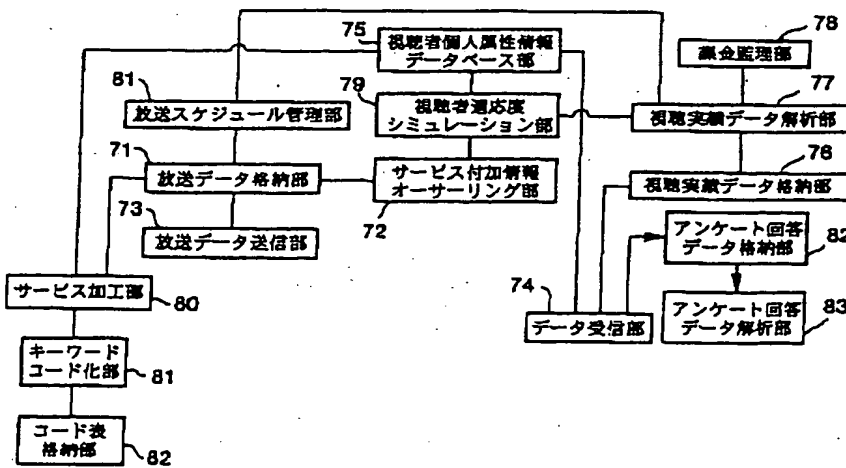 75
視聴者個人属性情報
データベース部
78
課金監理部
81
放送スケジュール管理部
79
視聴者適応度
シミュレーション部
77
視聴実績データ解析部
71
放送データ格納部
サービス付加情報
オーサリング部
72
76
視聴実績データ格納部
73
放送データ送信部
アンケート回答
データ格納部
82
サービス加工部
80
74
データ受信部
アンケート回答
データ解析部
83
キーワード
コード化部
81
コード表
格納部
82